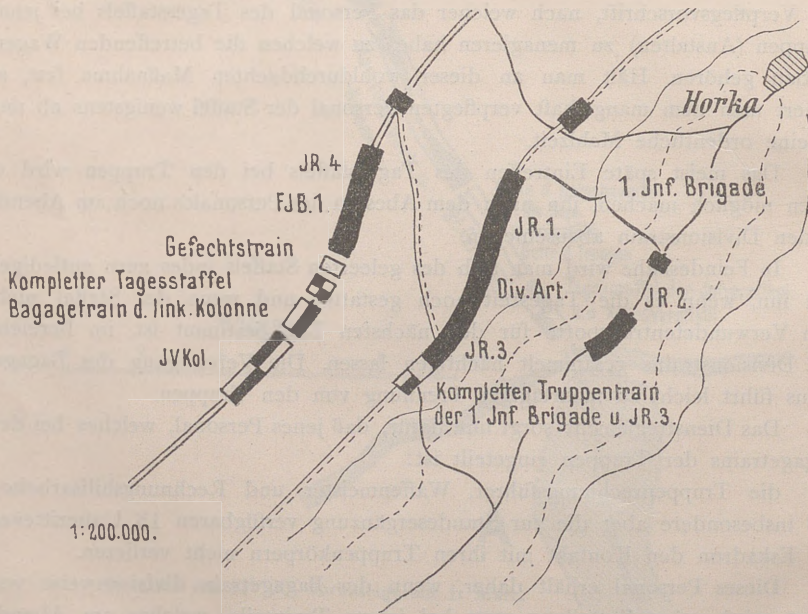 Horka
JR.4
FJB.1
1. Jnf. Brigade
JR.1.
Gefechtstrain
Kompletter Tagesstaffel
Bagagetrain d. link. Kolonne
Div. Art.
JR.2.
JVKol.
JR.3.
Kompletter Truppentrain
der 1. Jnf. Brigade u. JR.3.
1:200.000.